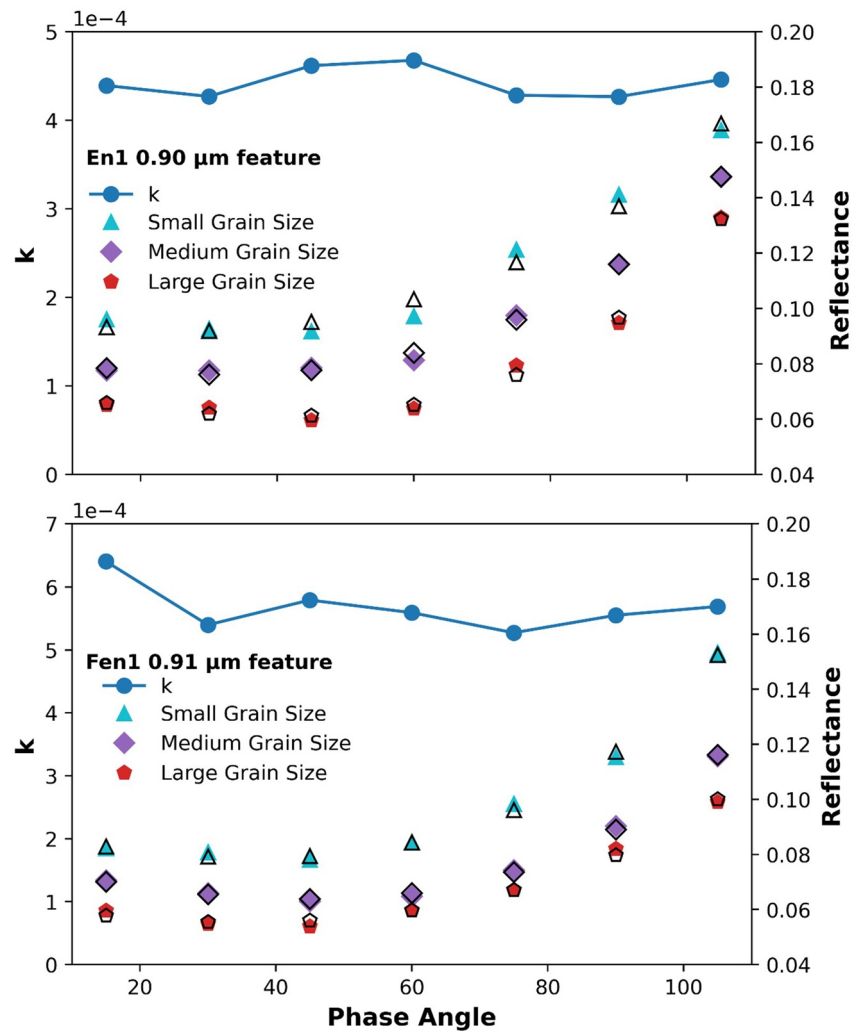 1e−4
5
4
3
2
1
0
k
0.20
0.18
0.16
0.14
0.12
0.10
0.08
0.06
0.04
Reflectance
En1 0.90 µm feature
k
Small Grain Size
Medium Grain Size
Large Grain Size
1e−4
7
6
5
4
3
2
1
0
k
0.20
0.18
0.16
0.14
0.12
0.10
0.08
0.06
0.04
Reflectance
Fen1 0.91 µm feature
k
Small Grain Size
Medium Grain Size
Large Grain Size
20 40 60 80 100
Phase Angle